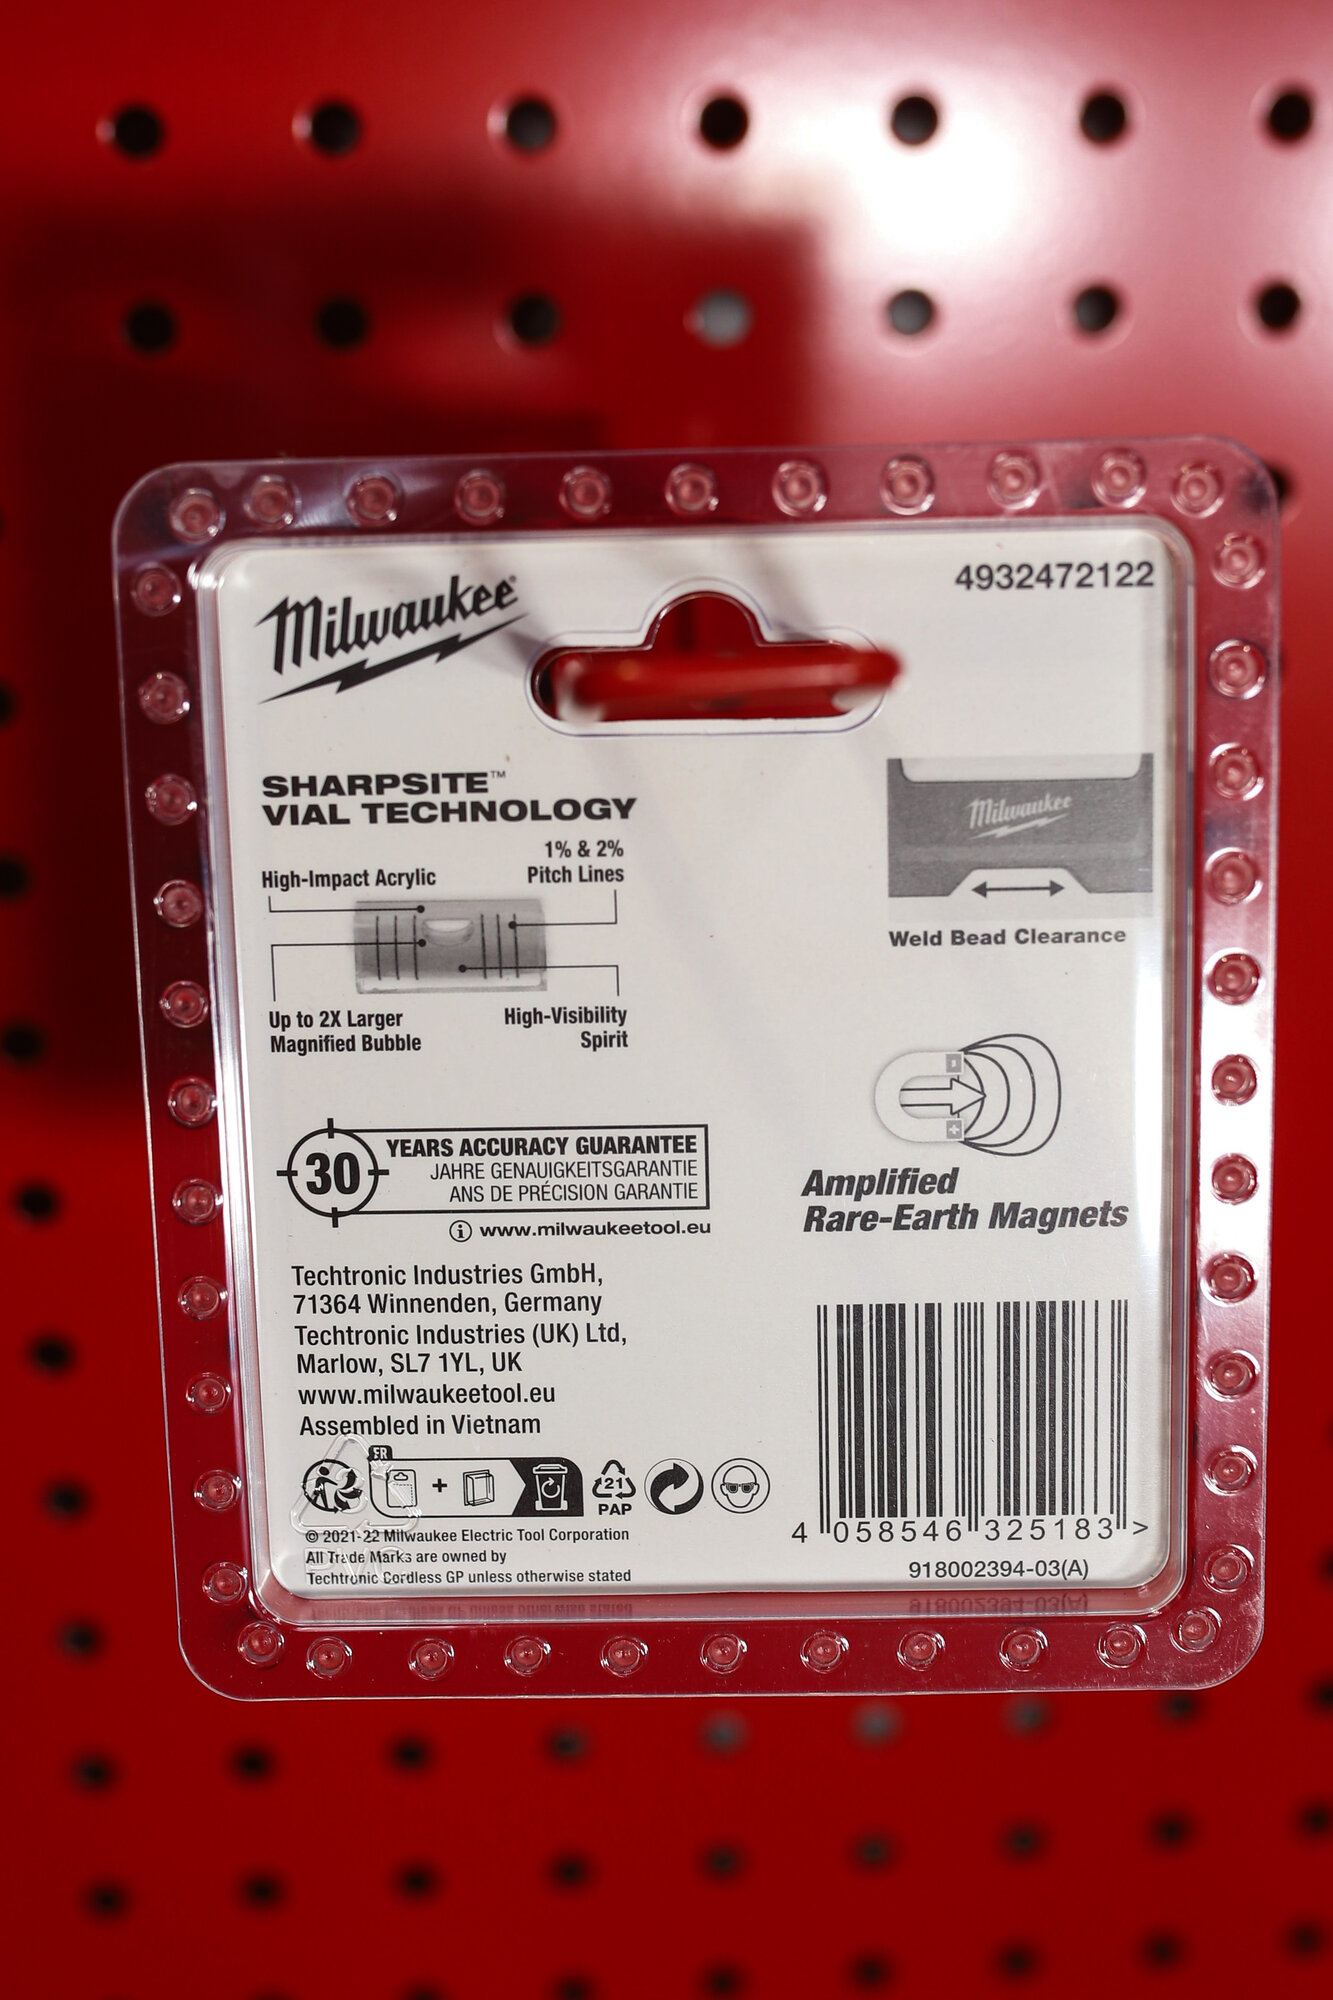 Milwaukee
4932472122
SHARPSITE™
VIAL TECHNOLOGY
High-Impact Acrylic
1% & 2%
Pitch Lines
Up to 2X Larger
Magnified Bubble
High-Visibility
Spirit
Milwaukee
Weld Bead Clearance
30
YEARS ACCURACY GUARANTEE
JAHRE GENAUIGKEITSGARANTIE
ANS DE PRÉCISION GARANTIE
i www.milwaukeetool.eu
Amplified
Rare-Earth Magnets
Techtronic Industries GmbH,
71364 Winnenden, Germany
Techtronic Industries (UK) Ltd,
Marlow, SL7 1YL, UK
www.milwaukeetool.eu
Assembled in Vietnam
FR
+
21
PAP
© 2021-22 Milwaukee Electric Tool Corporation
All Trade Marks are owned by
Techtronic Cordless GP unless otherwise stated
4 058546 325183 >
918002394-03(A)